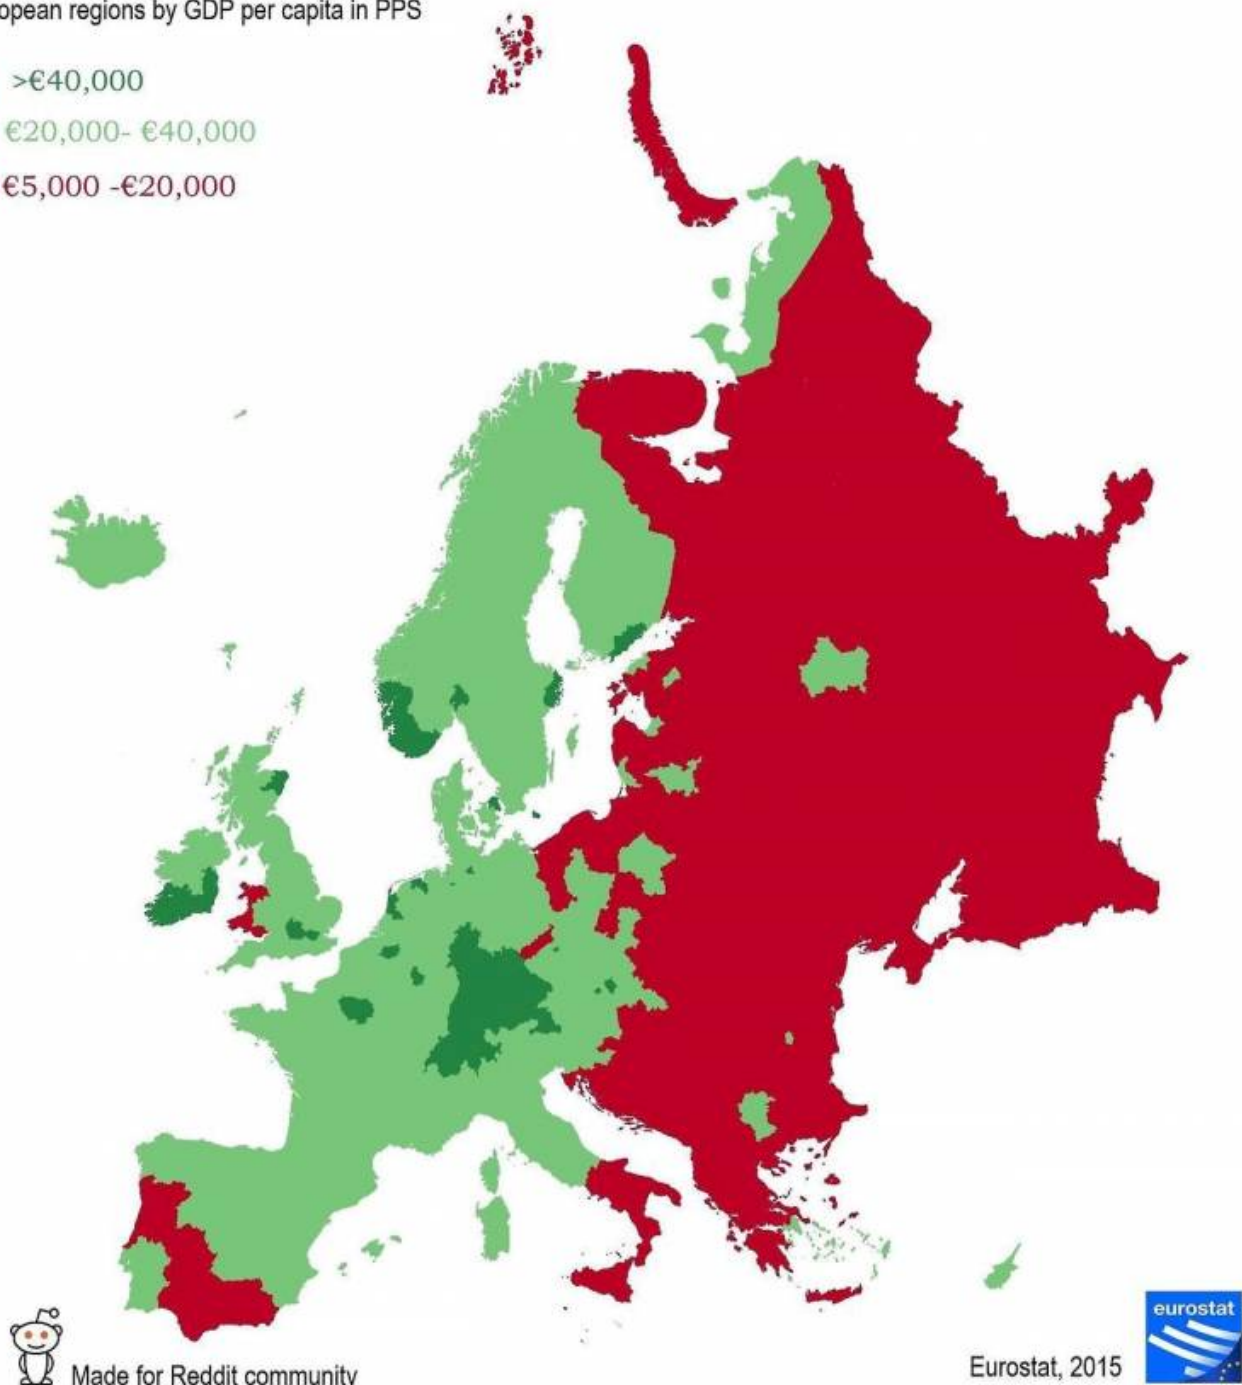 opean regions by GDP per capita in PPS
>€40,000
€20,000- €40,000
€5,000 -€20,000
eurostat
Eurostat, 2015
Made for Reddit community